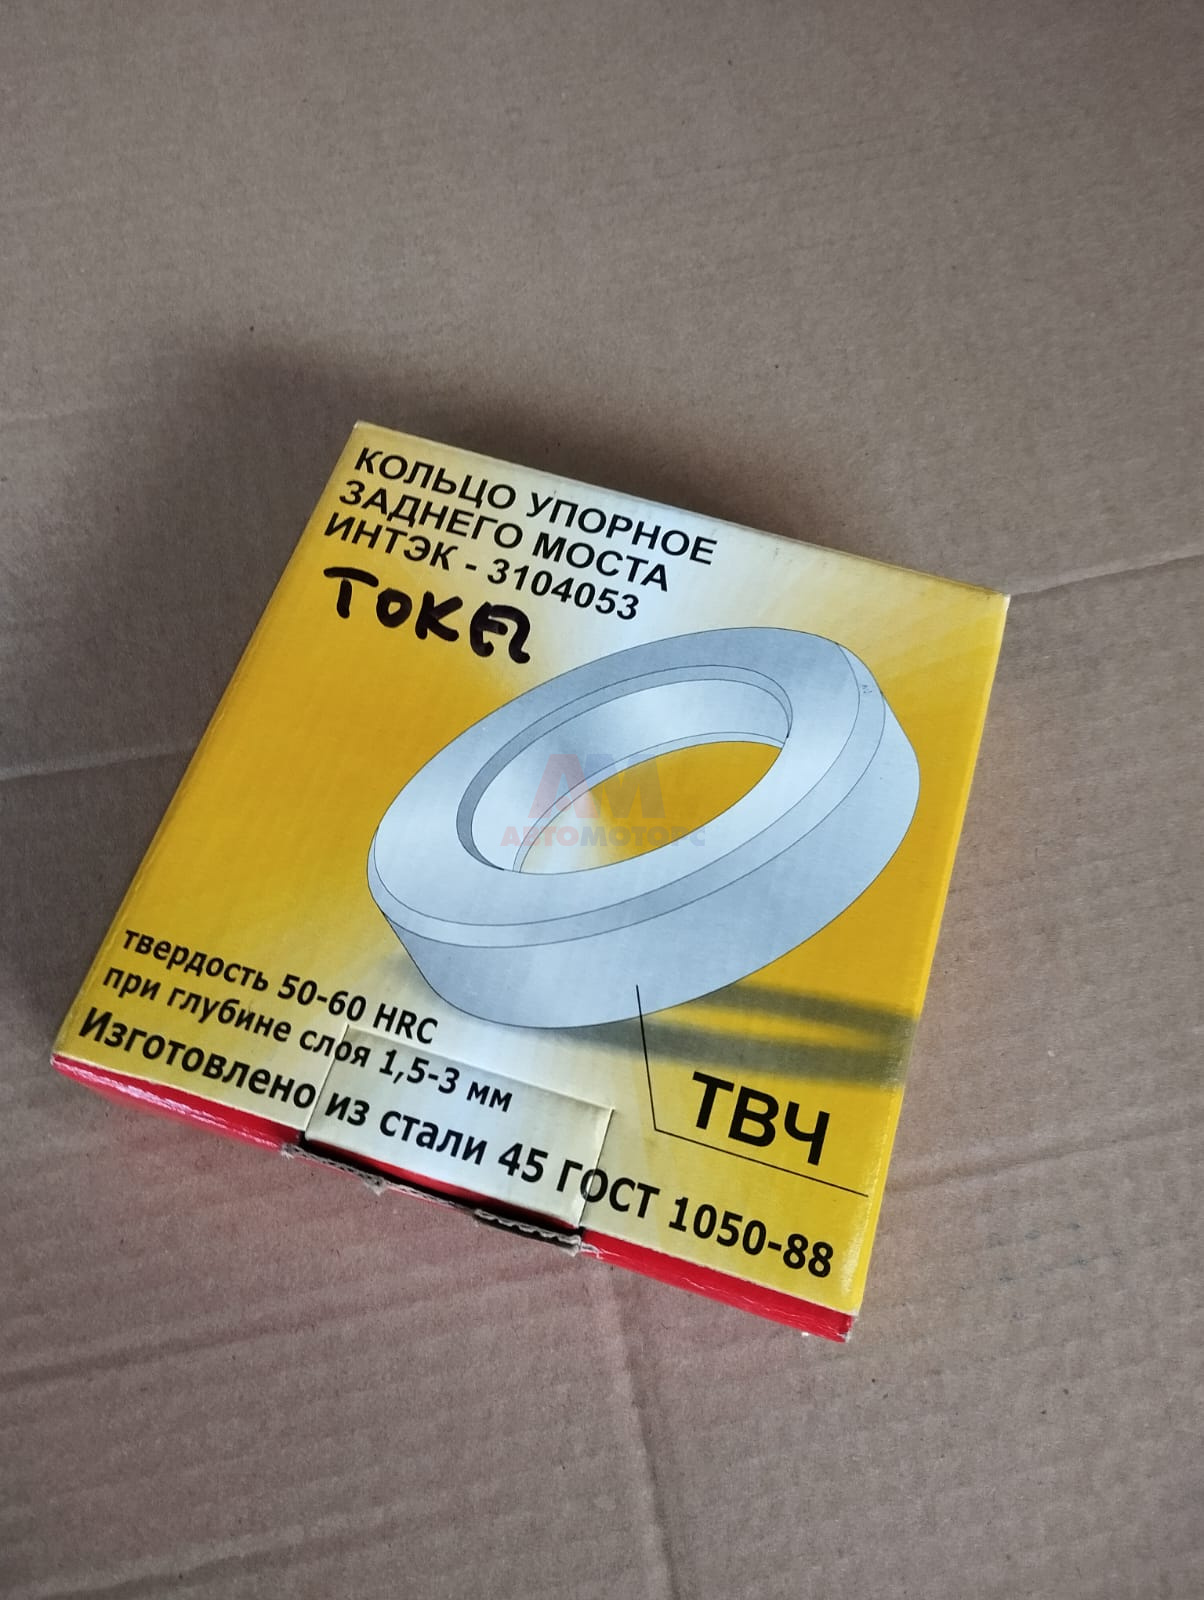 КОЛЬЦО УПОРНОЕ
ЗАДНЕГО МОСТА
ИНТЭК - 3104053
АМ
АВТОМОТОРС
твердость 50-60 HRC
при глубине слоя 1,5-3 мм
Изготовлено из стали 45 ГОСТ 1050-88
ТВЧ